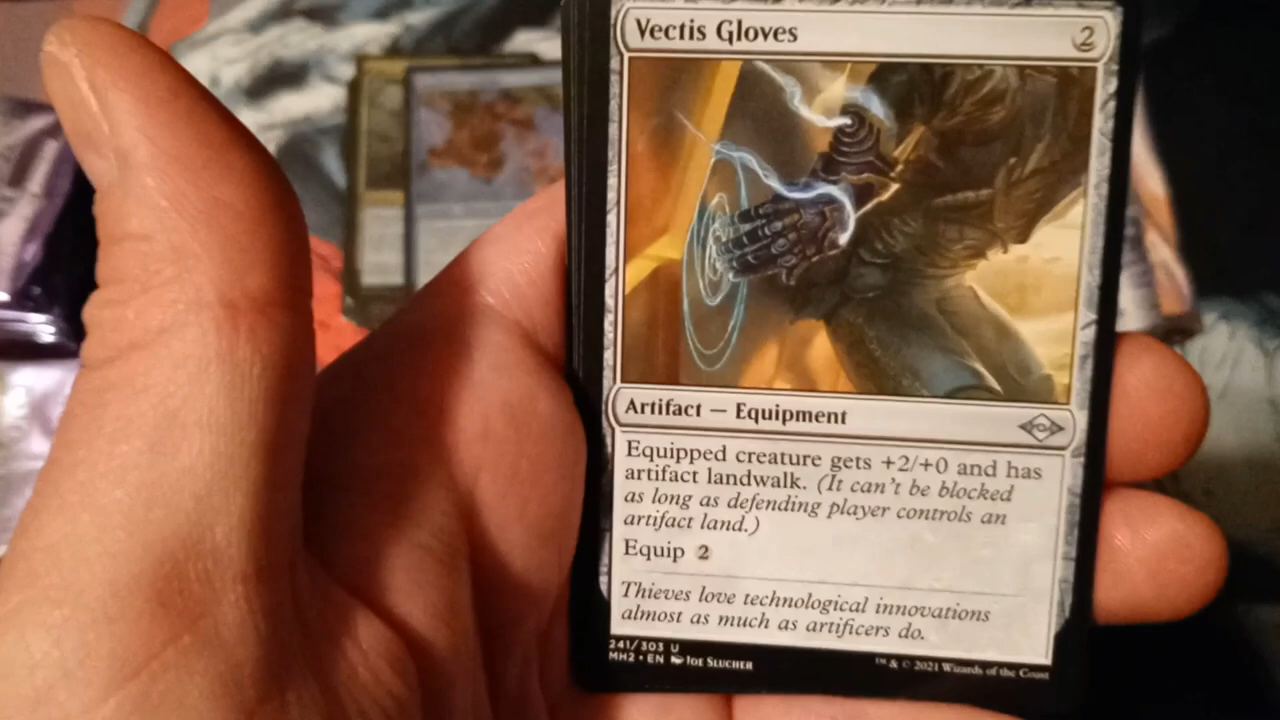 Vectis Gloves 2
Artifact — Equipment
Equipped creature gets +2/+0 and has
artifact landwalk. (It can't be blocked
as long as defending player controls an
artifact land.)
Equip 2
Thieves love technological innovations
almost as much as artificers do.
241/303 U
MH2 • EN Joe Slucher
™ & © 2021 Wizards of the Coast